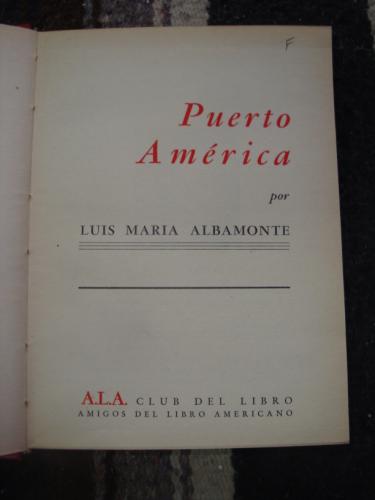 F
Puerto
América
por
LUIS MARIA ALBAMONTE
A.L.A. CLUB DEL LIBRO
AMIGOS DEL LIBRO AMERICANO